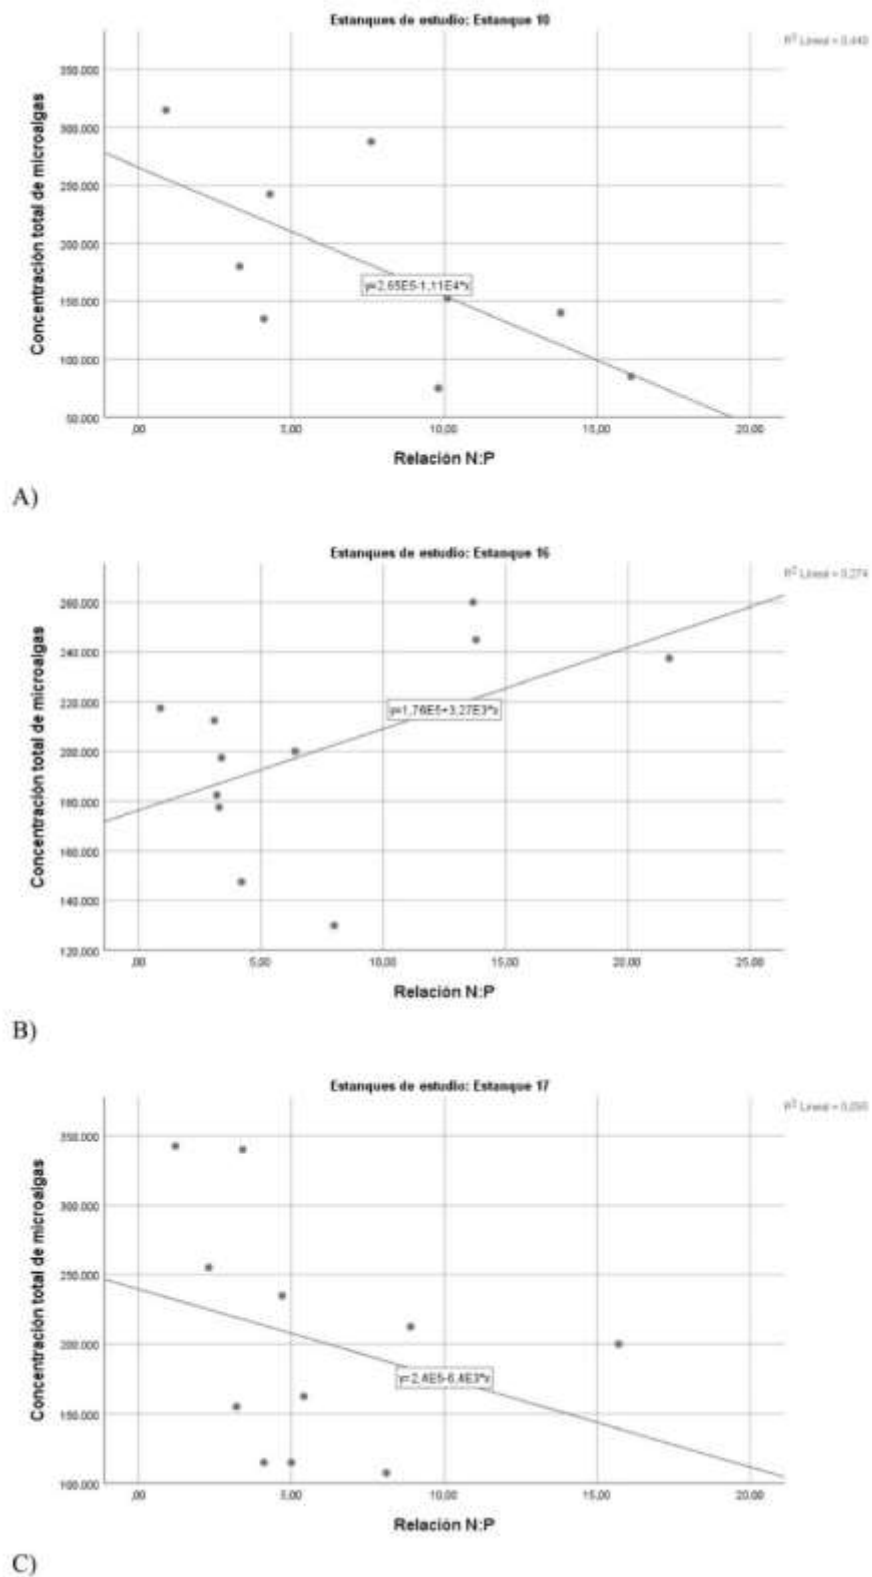 Estanques de estudio: Estanque 10
R² Lineal = 0,440
Concentración total de microalgas
350.000
300.000
250.000
200.000
150.000
100.000
50.000
y=2,65E5-1,11E4*x
,00 5,00 10,00 15,00 20,00
Relación N:P
A)
Estanques de estudio: Estanque 16
R² Lineal = 0,274
Concentración total de microalgas
260.000
240.000
220.000
200.000
180.000
160.000
140.000
120.000
y=1,76E5+3,27E3*x
,00 5,00 10,00 15,00 20,00 25,00
Relación N:P
B)
Estanques de estudio: Estanque 17
R² Lineal =
Concentración total de microalgas
350.000
300.000
250.000
200.000
150.000
100.000
y=2,4E5-6,4E3*x
,00 5,00 10,00 15,00 20,00
Relación N:P
C)